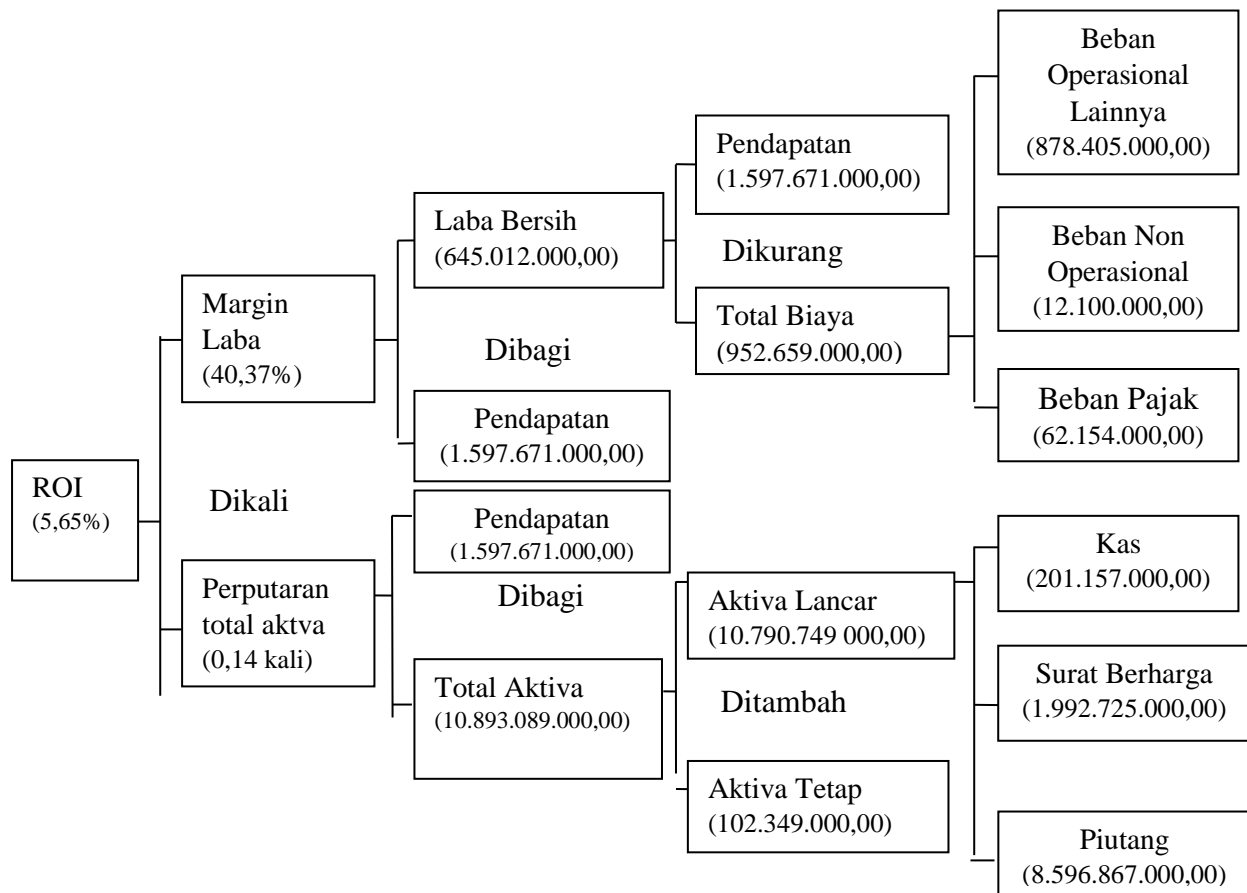 Beban
Operasional
Lainnya
(878.405.000,00)
Pendapatan
(1.597.671.000,00)
Laba Bersih
(645.012.000,00)
Dikurang
Beban Non
Operasional
(12.100.000,00)
Margin
Laba
(40,37%)
Total Biaya
(952.659.000,00)
Dibagi
Beban Pajak
(62.154.000,00)
Pendapatan
(1.597.671.000,00)
ROI
(5,65%)
Dikali
Pendapatan
(1.597.671.000,00)
Kas
(201.157.000,00)
Perputaran
total aktva
(0,14 kali)
Dibagi
Aktiva Lancar
(10.790.749 000,00)
Total Aktiva
(10.893.089.000,00)
Ditambah
Surat Berharga
(1.992.725.000,00)
Aktiva Tetap
(102.349.000,00)
Piutang
(8.596.867.000,00)